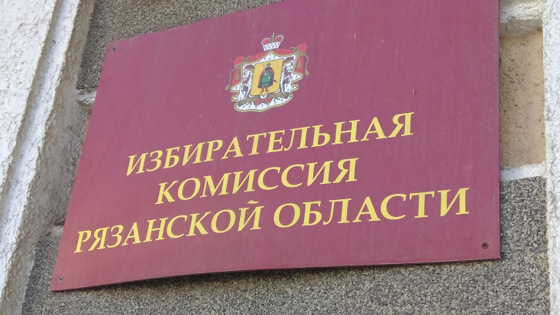 ИЗБИРАТЕЛЬНАЯ
КОМИССИЯ
РЯЗАНСКОЙ ОБЛАСТИ